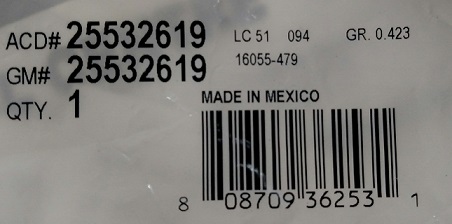 ACD# 25532619 LC 51 094 GR. 0.423
GM# 25532619 16055-479
QTY. 1
MADE IN MEXICO
8 08709 36253 1